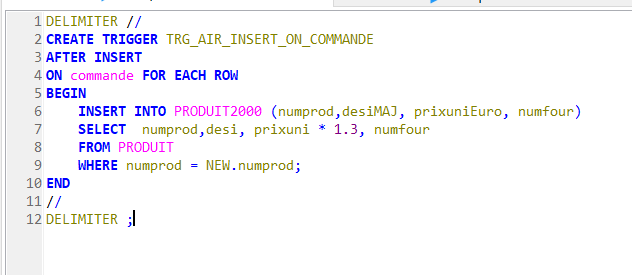 1 DELIMITER //
2 CREATE TRIGGER TRG_AIR_INSERT_ON_COMMANDE
3 AFTER INSERT
4 ON commande FOR EACH ROW
5 BEGIN
6 INSERT INTO PRODUIT2000 (numprod,desiMAJ, prixuniEuro, numfour)
7 SELECT  numprod,desi, prixuni * 1.3, numfour
8 FROM PRODUIT
9 WHERE numprod = NEW.numprod;
10 END
11 //
12 DELIMITER ;